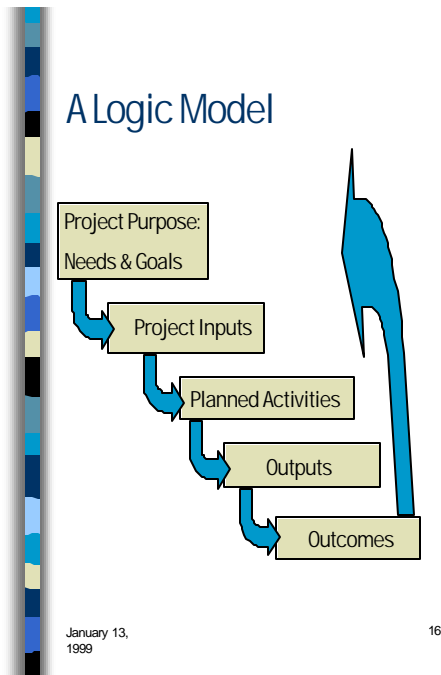 A Logic Model
Project Purpose:
Needs & Goals
Project Inputs
Planned Activities
Outputs
Outcomes
January 13,
1999
16